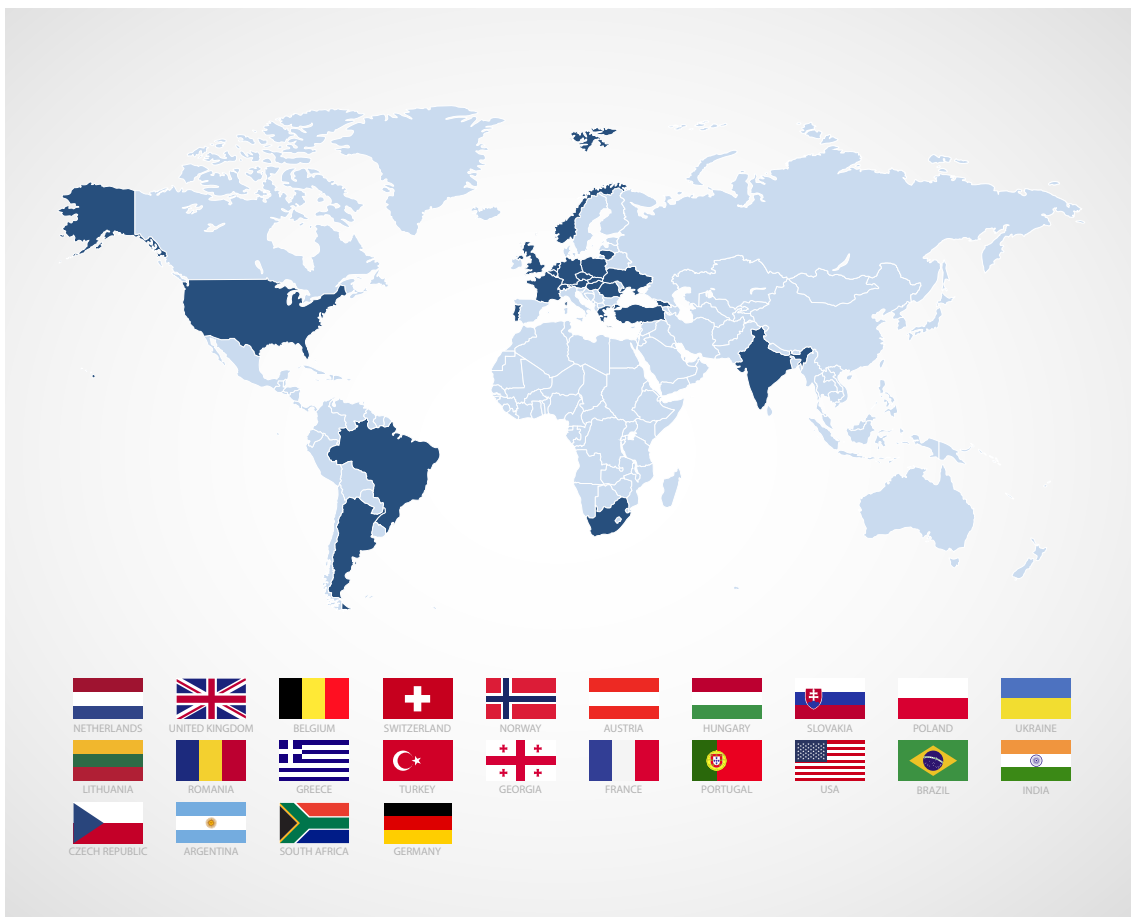 NETHERLANDS
UNITED KINGDOM
BELGIUM
SWITZERLAND
NORWAY
AUSTRIA
HUNGARY
SLOVAKIA
POLAND
UKRAINE
LITHUANIA
ROMANIA
GREECE
TURKEY
GEORGIA
FRANCE
PORTUGAL
USA
BRAZIL
INDIA
CZECH REPUBLIC
ARGENTINA
SOUTH AFRICA
GERMANY